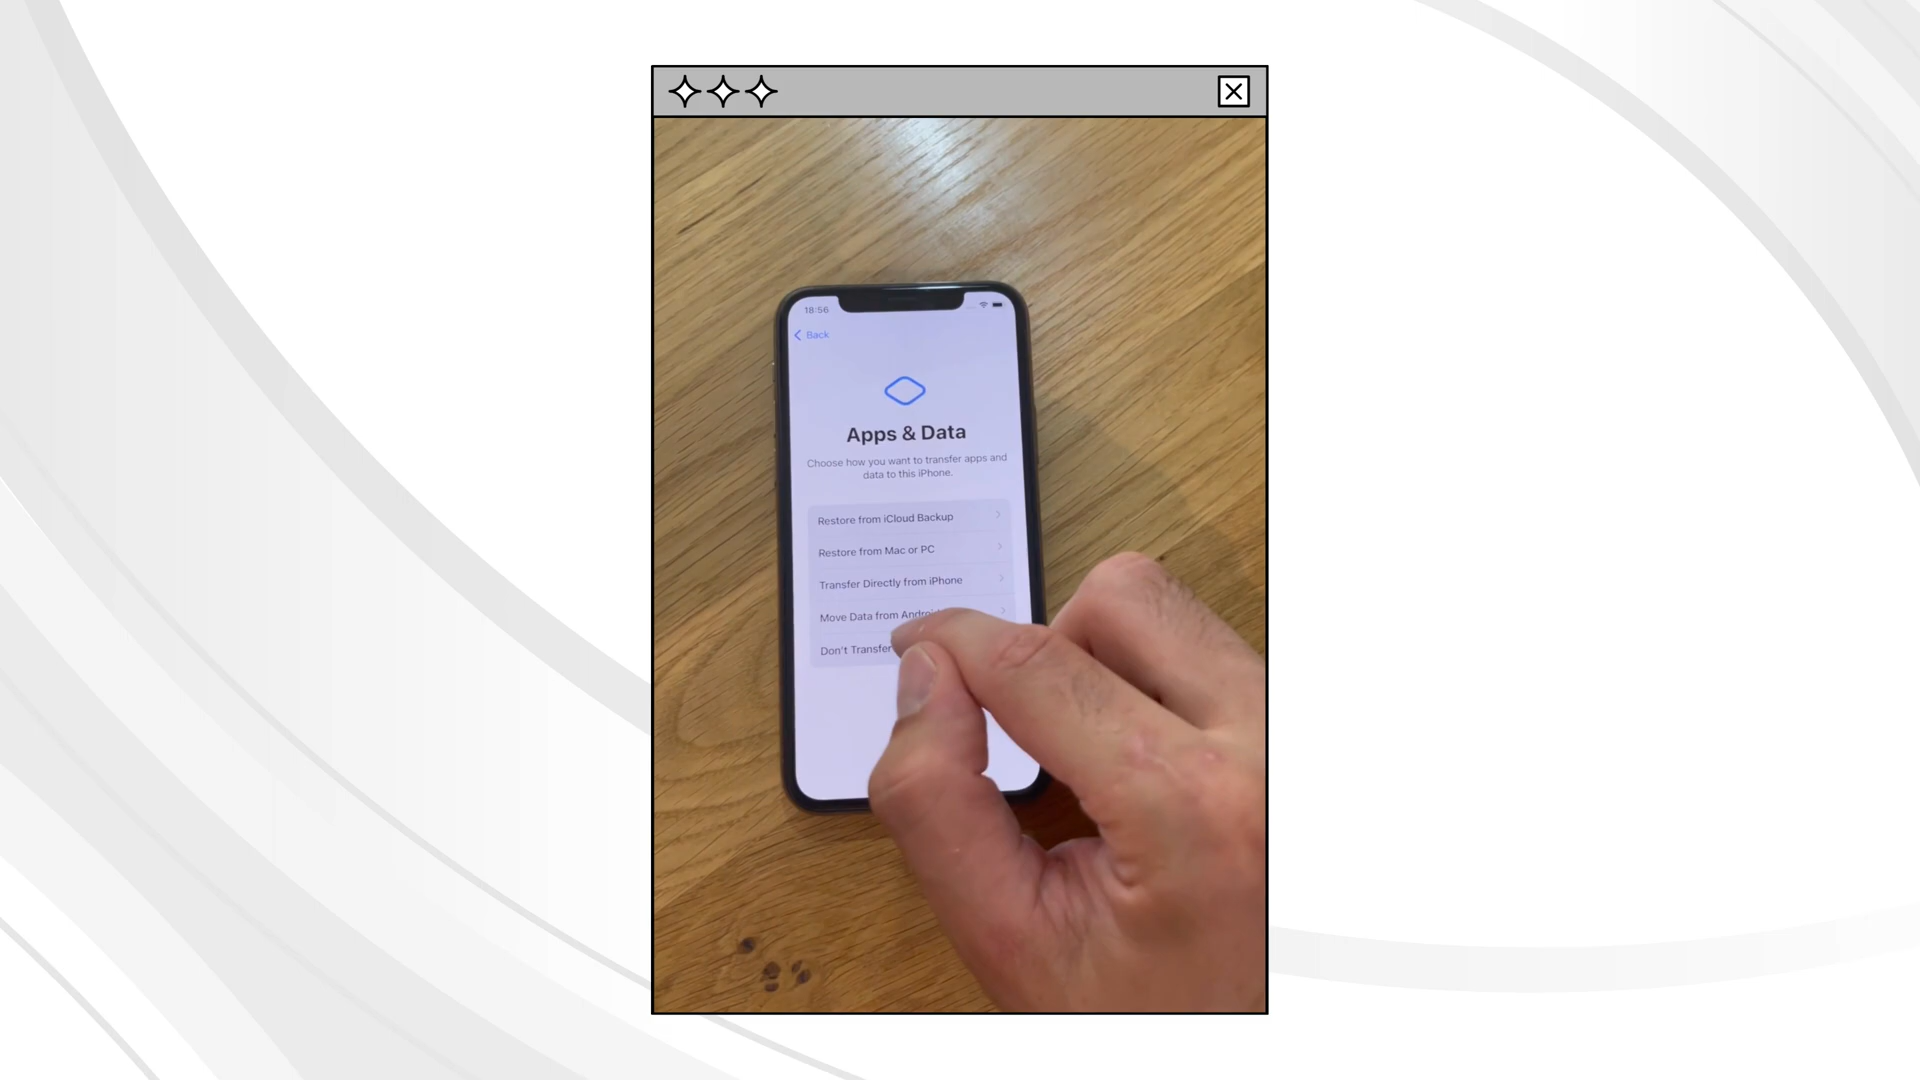 18:56
Back
Apps & Data
Choose how you want to transfer apps and
data to this iPhone.
Restore from iCloud Backup
Restore from Mac or PC
Transfer Directly from iPhone
Move Data from Android
Don't Transfer